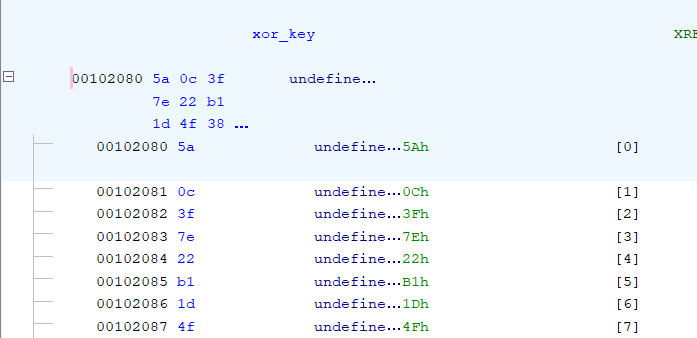 xor_key XRE
00102080 5a 0c 3f undefine...
7e 22 b1
1d 4f 38 ...
00102080 5a undefine...5Ah [0]
00102081 0c undefine...0Ch [1]
00102082 3f undefine...3Fh [2]
00102083 7e undefine...7Eh [3]
00102084 22 undefine...22h [4]
00102085 b1 undefine...B1h [5]
00102086 1d undefine...1Dh [6]
00102087 4f undefine...4Fh [7]